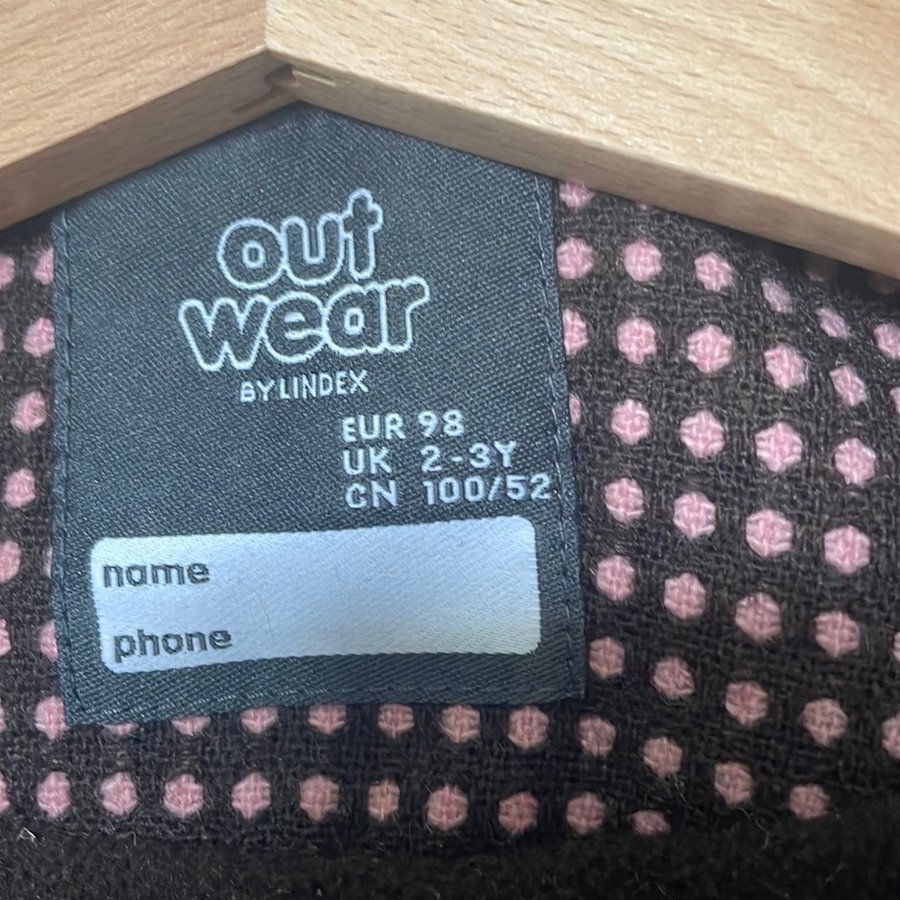 out
wear
BY LINDEX
EUR 98
UK 2-3Y
CN 100/52
name
phone